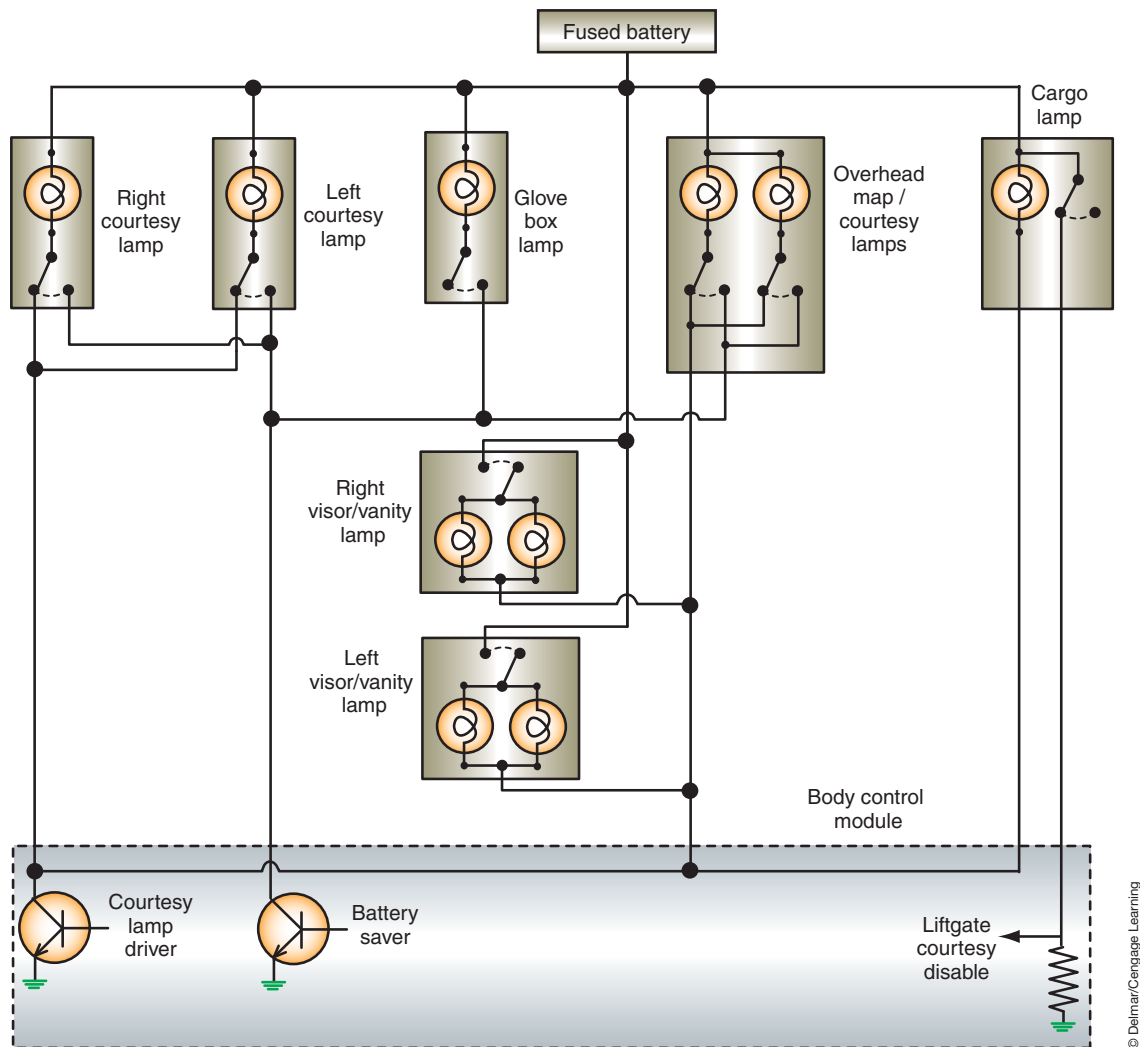 Fused battery
Cargo
lamp
Right
courtesy
lamp
Left
courtesy
lamp
Glove
box
lamp
Overhead
map /
courtesy
lamps
Right
visor/vanity
lamp
Left
visor/vanity
lamp
Body control
module
Courtesy
lamp
driver
Battery
saver
Liftgate
courtesy
disable
© Delmar/Cengage Learning